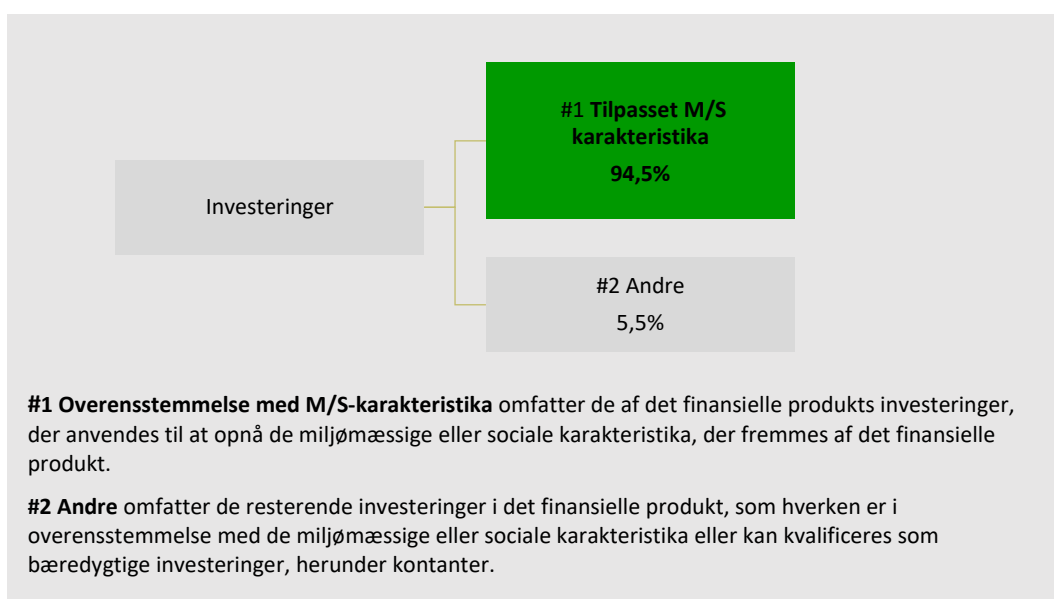 #1 Tilpasset M/S
karakteristika
94,5%
Investeringer
#2 Andre
5,5%
#1 Overensstemmelse med M/S-karakteristika omfatter de af det finansielle produkts investeringer,
der anvendes til at opnå de miljømæssige eller sociale karakteristika, der fremmes af det finansielle
produkt.
#2 Andre omfatter de resterende investeringer i det finansielle produkt, som hverken er i
overensstemmelse med de miljømæssige eller sociale karakteristika eller kan kvalificeres som
bæredygtige investeringer, herunder kontanter.